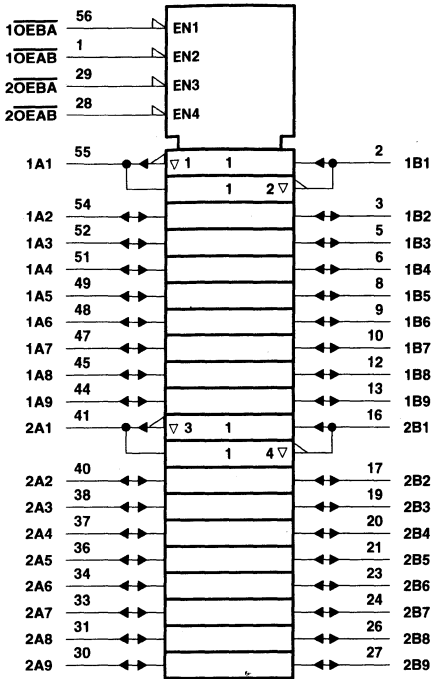 1O̅E̅B̅A̅ 56 EN1
1O̅E̅A̅B̅ 1 EN2
2O̅E̅B̅A̅ 29 EN3
2O̅E̅A̅B̅ 28 EN4
1A1 55 ▽ 1 1 2 1B1
1 2 ▽
1A2 54 3 1B2
1A3 52 5 1B3
1A4 51 6 1B4
1A5 49 8 1B5
1A6 48 9 1B6
1A7 47 10 1B7
1A8 45 12 1B8
1A9 44 13 1B9
2A1 41 ▽ 3 1 16 2B1
1 4 ▽
2A2 40 17 2B2
2A3 38 19 2B3
2A4 37 20 2B4
2A5 36 21 2B5
2A6 34 23 2B6
2A7 33 24 2B7
2A8 31 26 2B8
2A9 30 27 2B9